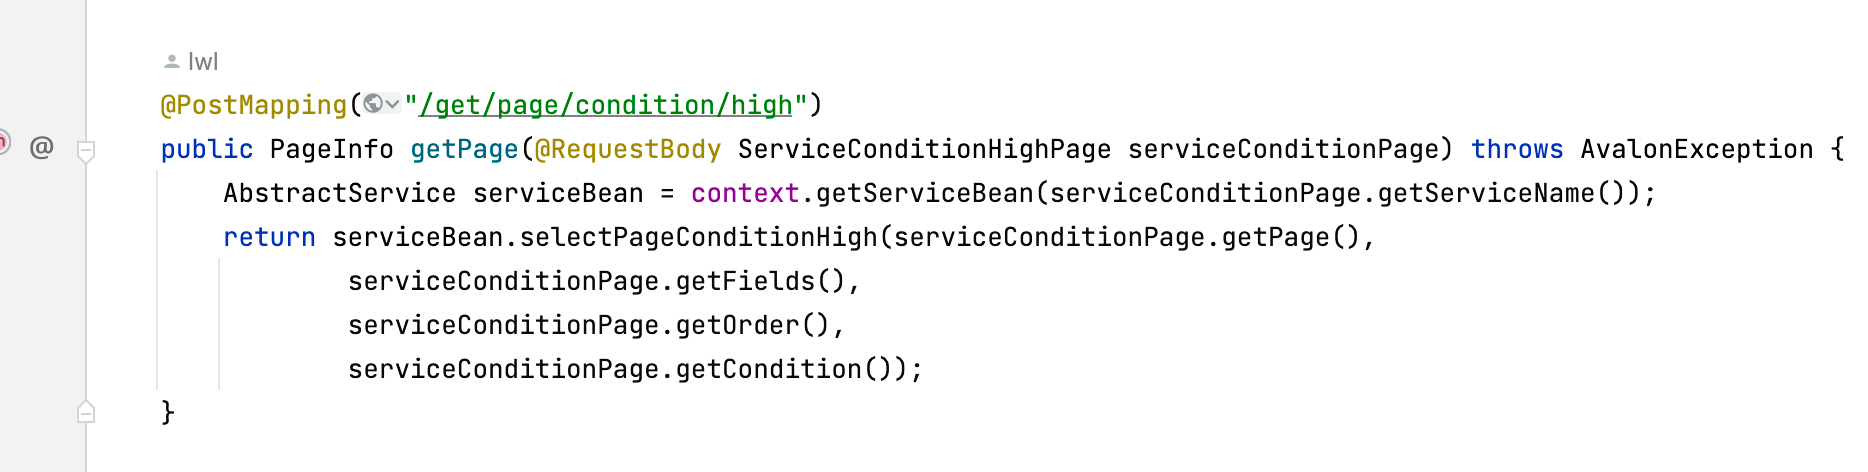 lwl
@PostMapping("/get/page/condition/high")
@
public PageInfo getPage(@RequestBody ServiceConditionHighPage serviceConditionPage) throws AvalonException {
AbstractService serviceBean = context.getServiceBean(serviceConditionPage.getServiceName());
return serviceBean.selectPageConditionHigh(serviceConditionPage.getPage(),
serviceConditionPage.getFields(),
serviceConditionPage.getOrder(),
serviceConditionPage.getCondition());
}